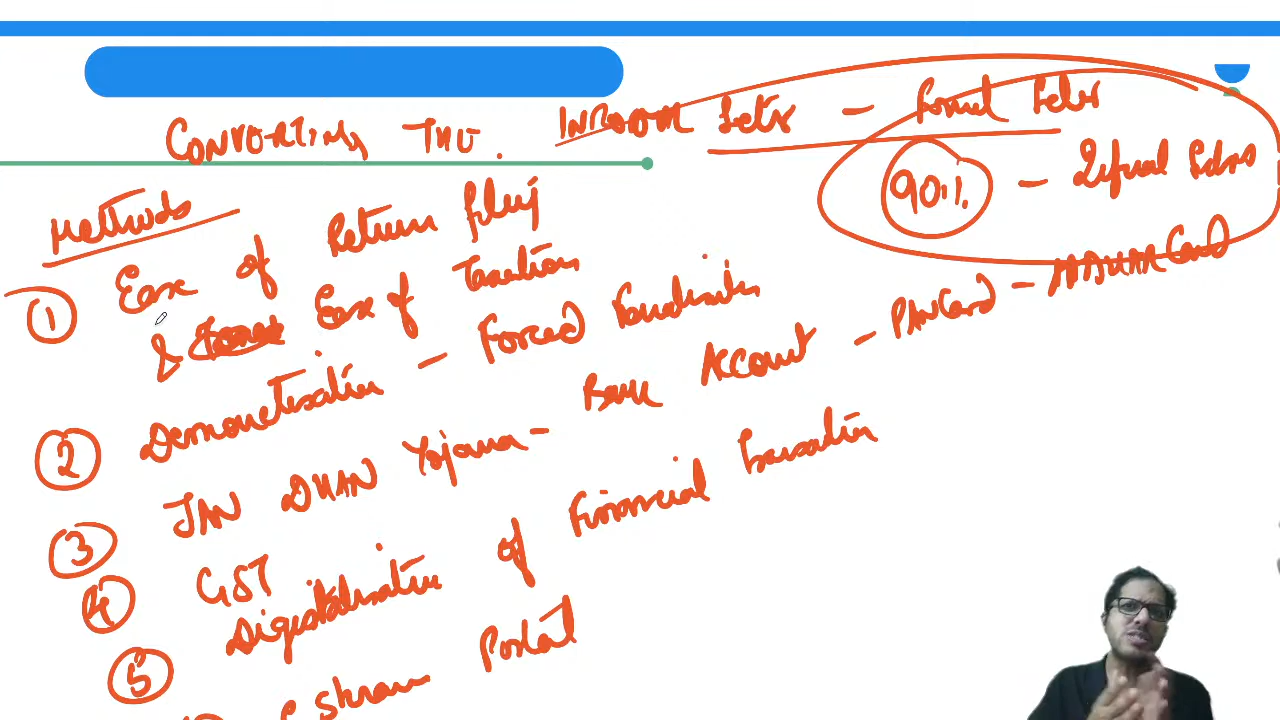 CONVERTING THE INFORM Sector - Formal Sector
90% - Informal Sectors
Methods
① Ease of Return filing
& Ease of Taxation
② Demonetisation - Forced Formalisation
③ JAN DHAN Yojana - Bank Account - PAN Card - AADHAR Card
④ GST
⑤ Digitalisation of Financial Transaction
E Shram Portal